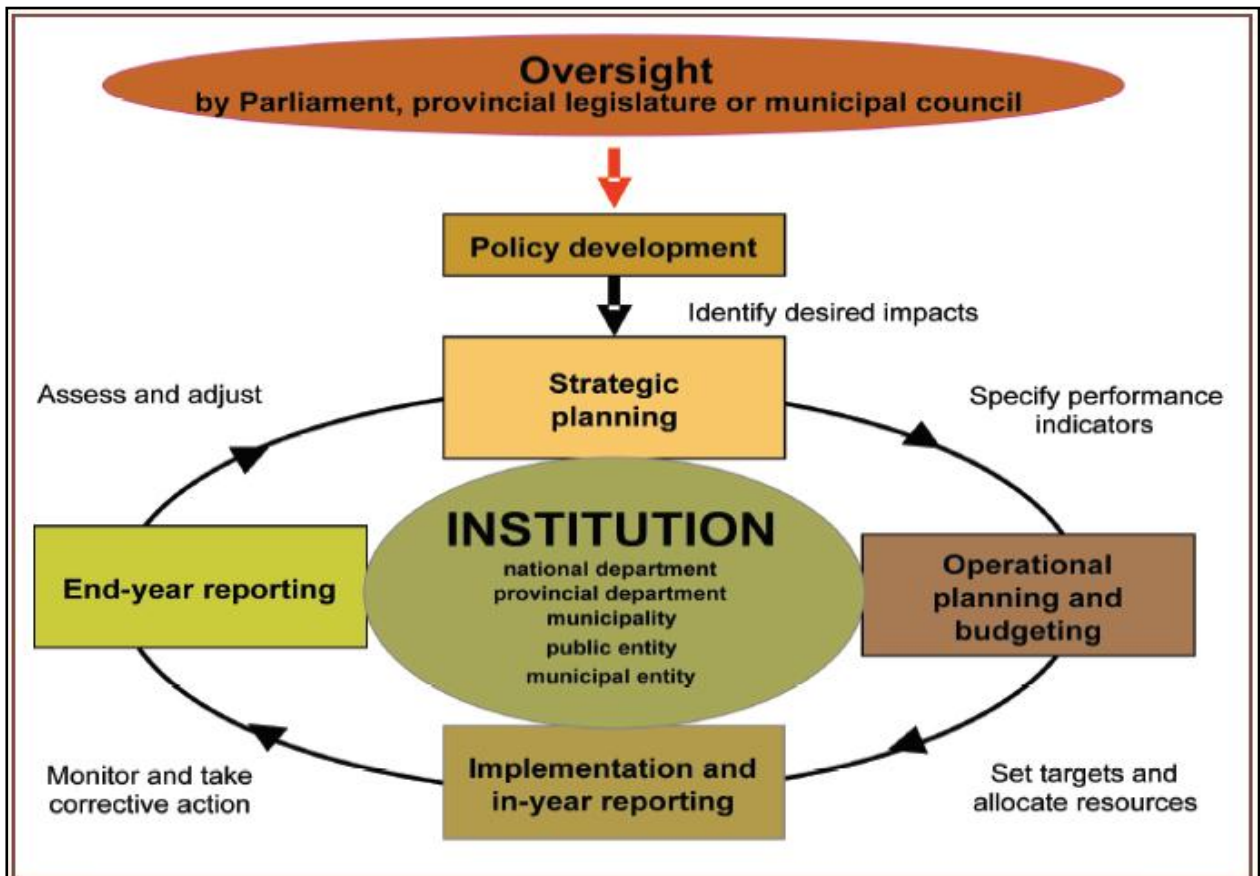 Oversight
by Parliament, provincial legislature or municipal council
Policy development
Identify desired impacts
Strategic
planning
Assess and adjust
Specify performance
indicators
INSTITUTION
national department
provincial department
municipality
public entity
municipal entity
End-year reporting
Operational
planning and
budgeting
Implementation and
in-year reporting
Monitor and take
corrective action
Set targets and
allocate resources